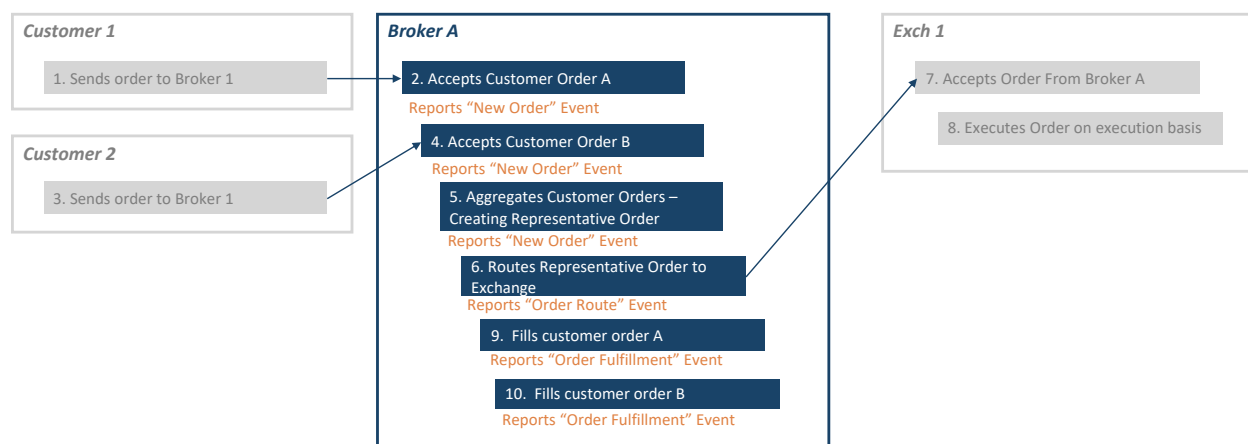 Customer 1
1. Sends order to Broker 1
Customer 2
3. Sends order to Broker 1
Broker A
2. Accepts Customer Order A
Reports “New Order” Event
4. Accepts Customer Order B
Reports “New Order” Event
5. Aggregates Customer Orders –
Creating Representative Order
Reports “New Order” Event
6. Routes Representative Order to
Exchange
Reports “Order Route” Event
9. Fills customer order A
Reports “Order Fulfillment” Event
10. Fills customer order B
Reports “Order Fulfillment” Event
Exch 1
7. Accepts Order From Broker A
8. Executes Order on execution basis